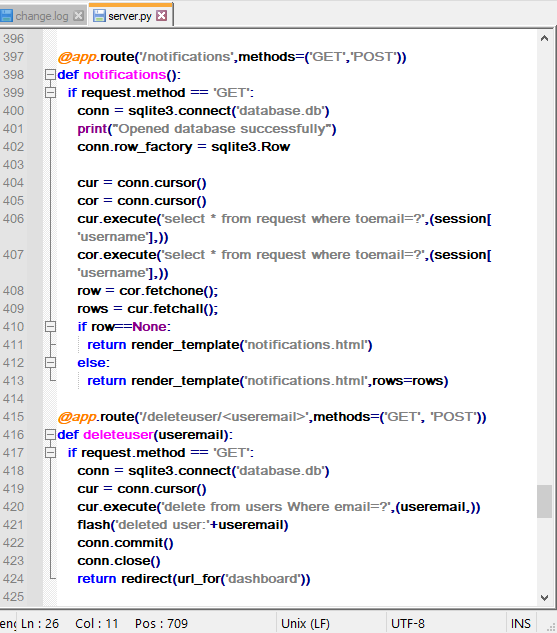 change.log server.py
396
397 @app.route('/notifications',methods=('GET','POST'))
398 def notifications():
399 if request.method == 'GET':
400 conn = sqlite3.connect('database.db')
401 print("Opened database successfully")
402 conn.row_factory = sqlite3.Row
403
404 cur = conn.cursor()
405 cor = conn.cursor()
406 cur.execute('select * from request where toemail=?',(session[
'username'],))
407 cor.execute('select * from request where toemail=?',(session[
'username'],))
408 row = cor.fetchone();
409 rows = cur.fetchall();
410 if row==None:
411 return render_template('notifications.html')
412 else:
413 return render_template('notifications.html',rows=rows)
414
415 @app.route('/deleteuser/<useremail>',methods=('GET', 'POST'))
416 def deleteuser(useremail):
417 if request.method == 'GET':
418 conn = sqlite3.connect('database.db')
419 cur = conn.cursor()
420 cur.execute('delete from users Where email=?',(useremail,))
421 flash('deleted user:'+useremail)
422 conn.commit()
423 conn.close()
424 return redirect(url_for('dashboard'))
425
Ln : 26 Col : 11 Pos : 709 Unix (LF) UTF-8 INS